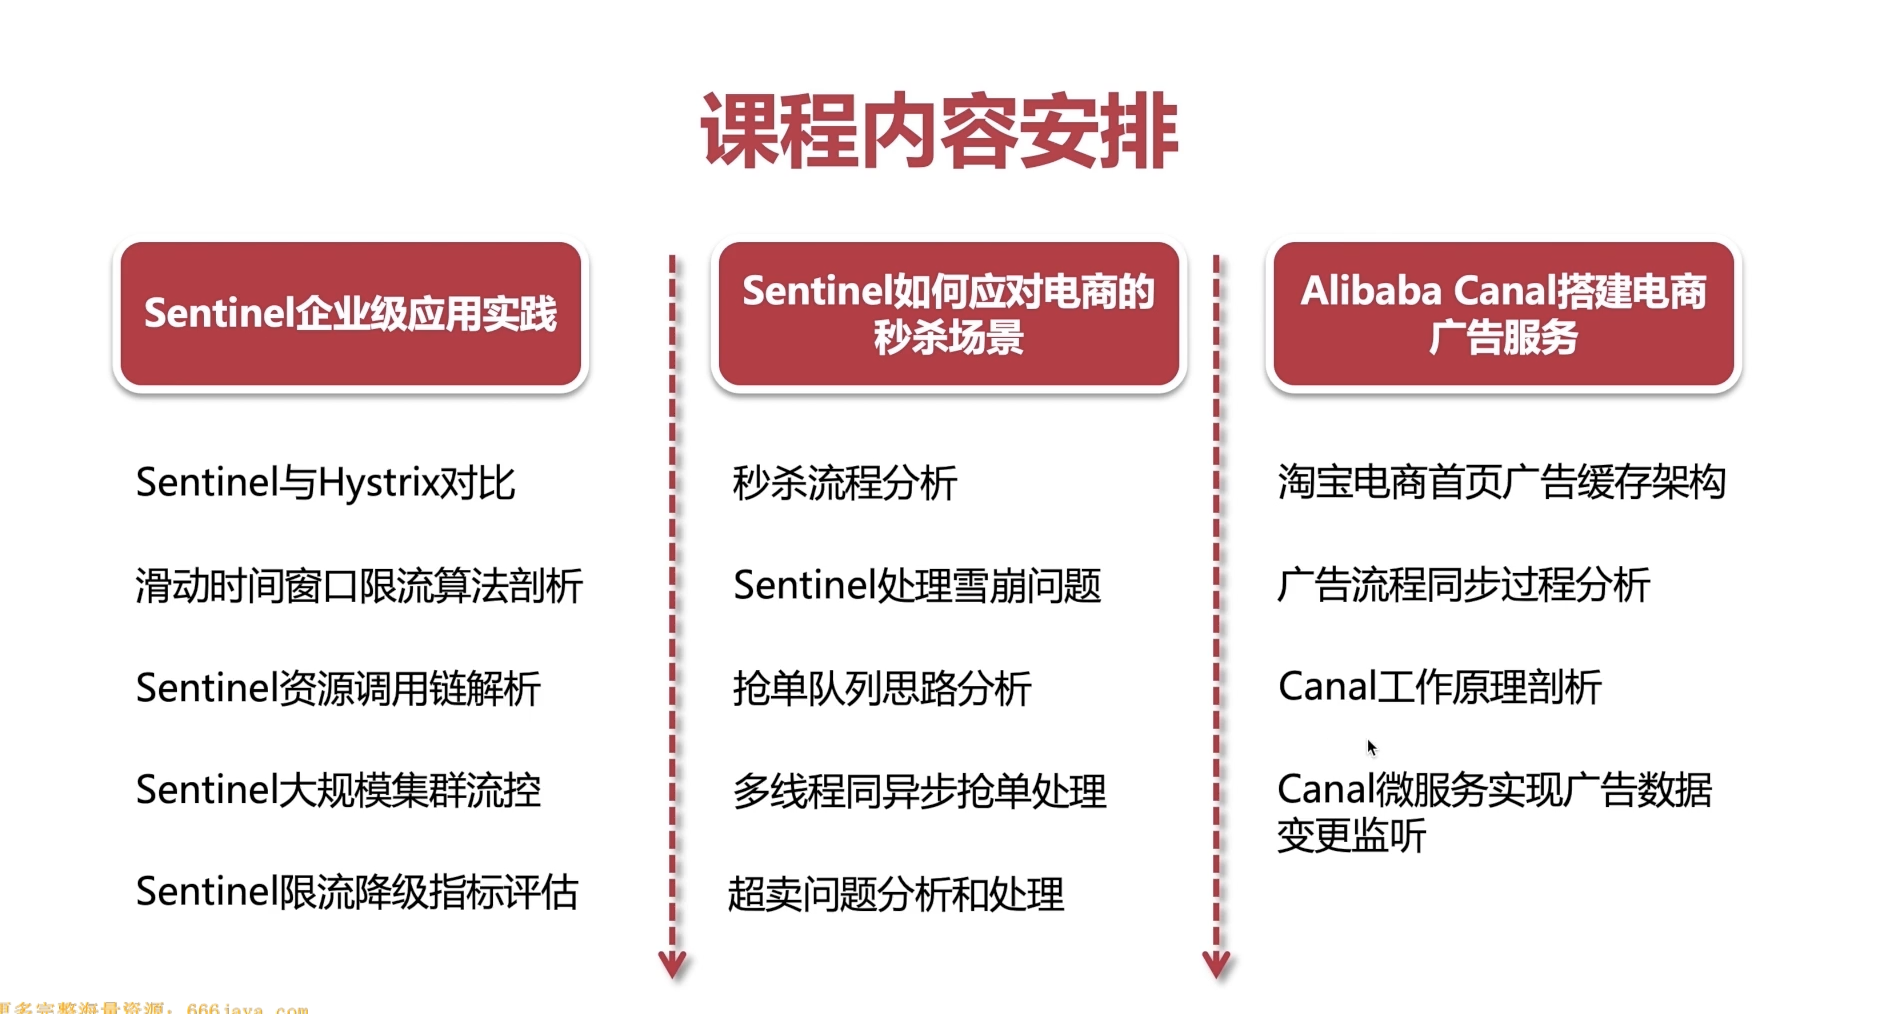 课程内容安排
Sentinel企业级应用实践
Sentinel与Hystrix对比
滑动时间窗口限流算法剖析
Sentinel资源调用链解析
Sentinel大规模集群流控
Sentinel限流降级指标评估
Sentinel如何应对电商的
秒杀场景
秒杀流程分析
Sentinel处理雪崩问题
抢单队列思路分析
多线程同异步抢单处理
超卖问题分析和处理
Alibaba Canal搭建电商
广告服务
淘宝电商首页广告缓存架构
广告流程同步过程分析
Canal工作原理剖析
Canal微服务实现广告数据
变更监听
更多完整海量资源：666java.com